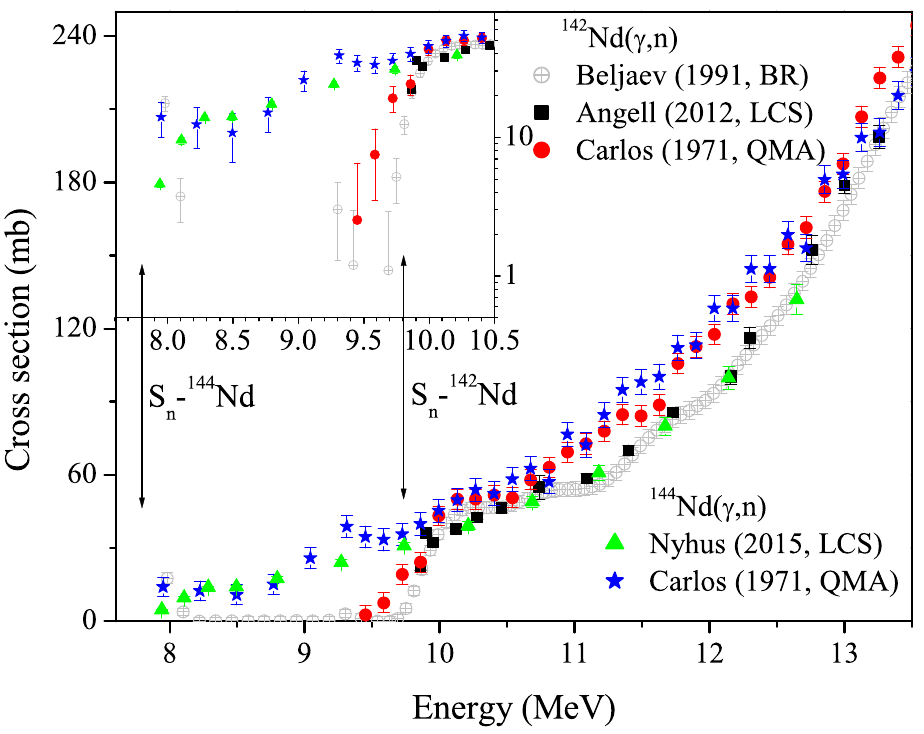 240
180
120
60
0
Cross section (mb)
8
9
10
11
12
13
Energy (MeV)
10
1
8.0
8.5
9.0
9.5
10.0
10.5
Sₙ-¹⁴⁴Nd
Sₙ-¹⁴²Nd
¹⁴²Nd(γ,n)
Beljaev (1991, BR)
Angell (2012, LCS)
Carlos (1971, QMA)
¹⁴⁴Nd(γ,n)
Nyhus (2015, LCS)
Carlos (1971, QMA)